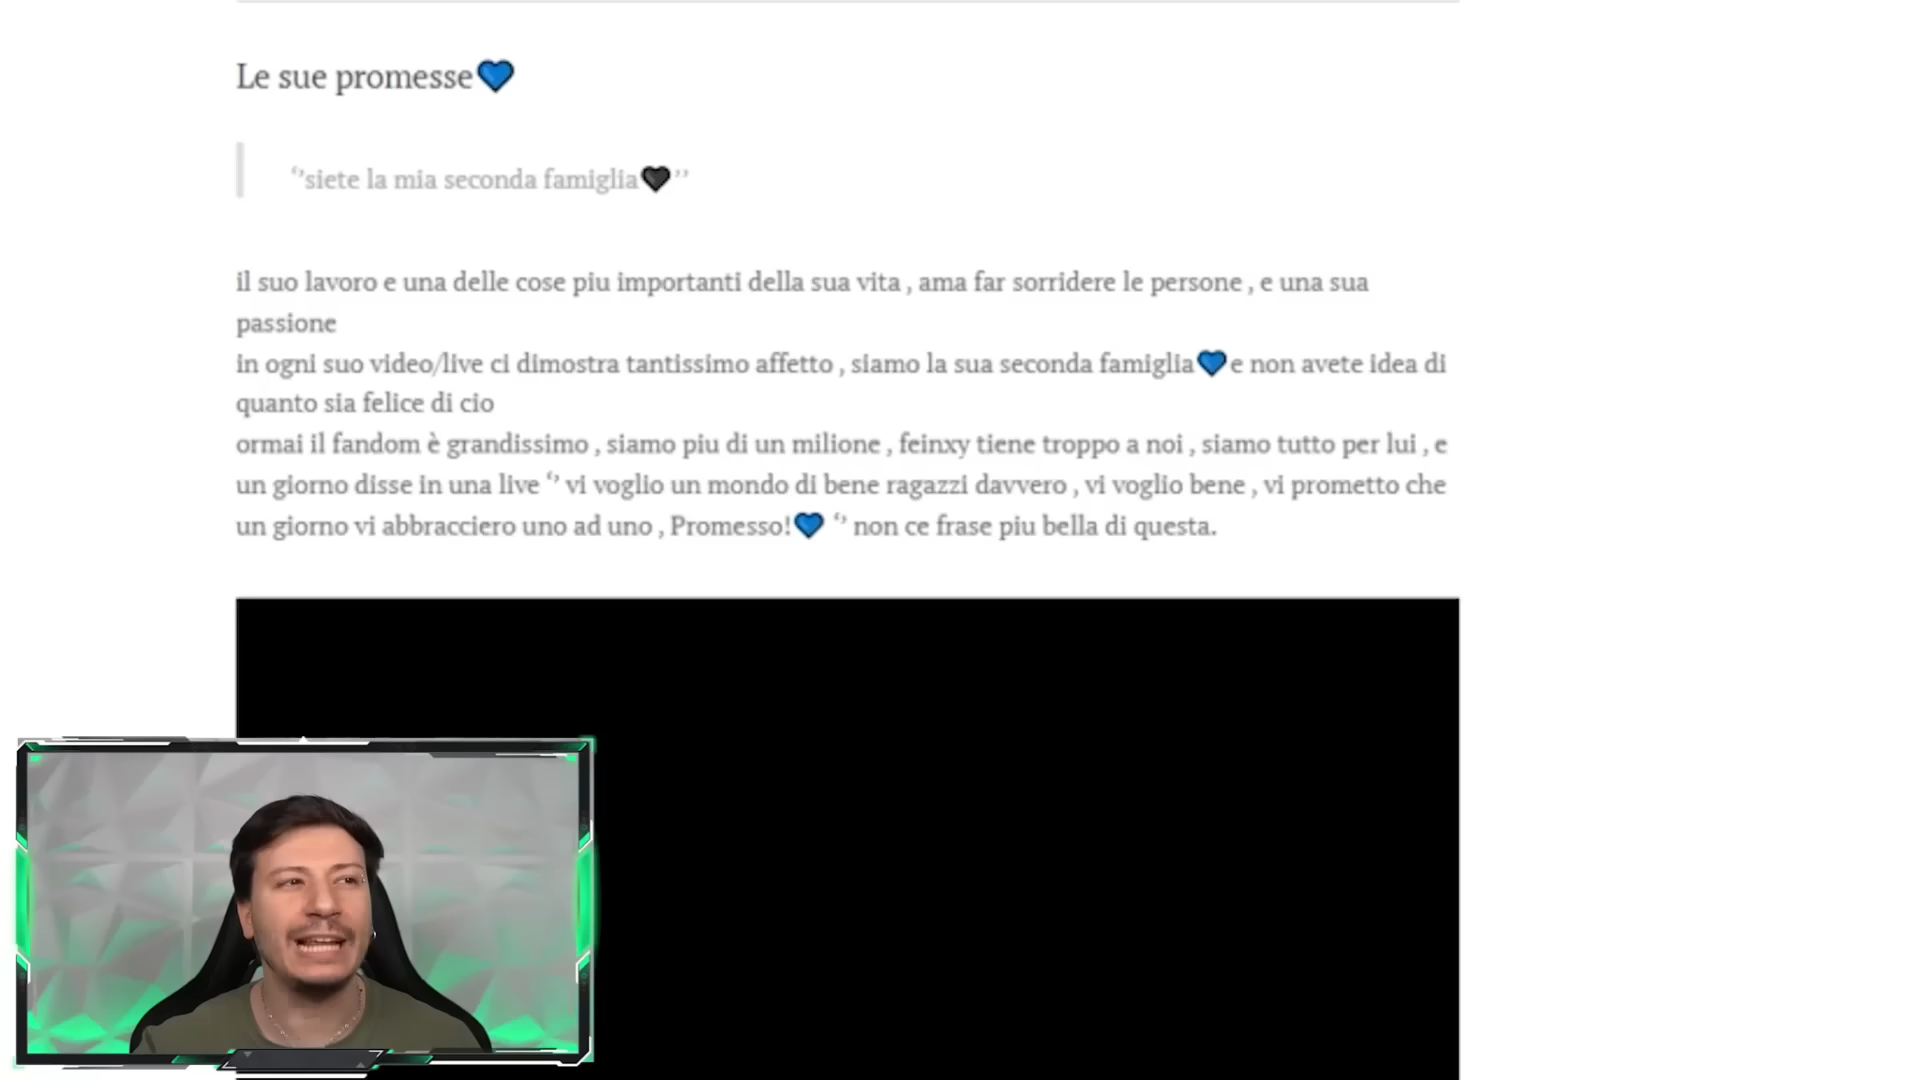 Le sue promesse💙
‘’siete la mia seconda famiglia🖤’’
il suo lavoro e una delle cose piu importanti della sua vita , ama far sorridere le persone , e una sua
passione
in ogni suo video/live ci dimostra tantissimo affetto , siamo la sua seconda famiglia💙e non avete idea di
quanto sia felice di cio
ormai il fandom è grandissimo , siamo piu di un milione , feinxy tiene troppo a noi , siamo tutto per lui , e
un giorno disse in una live ‘’ vi voglio un mondo di bene ragazzi davvero , vi voglio bene , vi prometto che
un giorno vi abbracciero uno ad uno , Promesso!💙 ‘’ non ce frase piu bella di questa.